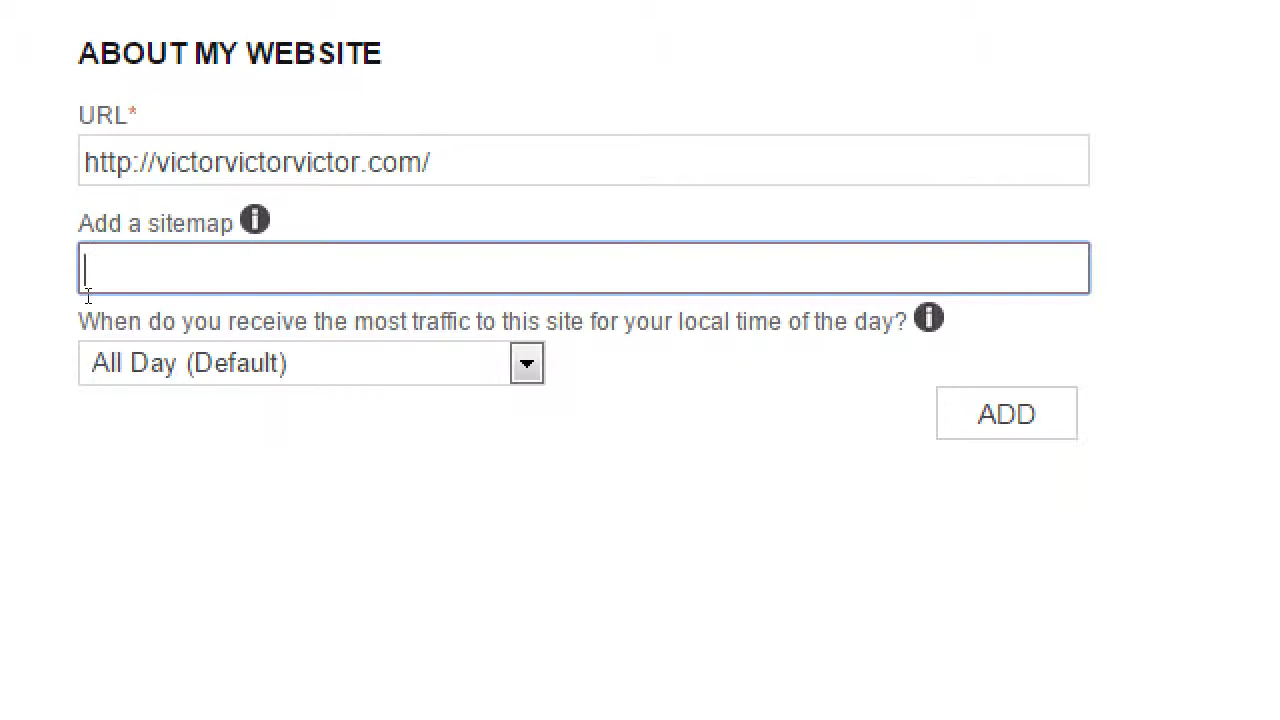 ABOUT MY WEBSITE
URL*
http://victorvictorvictor.com/
Add a sitemap
When do you receive the most traffic to this site for your local time of the day?
All Day (Default)
ADD